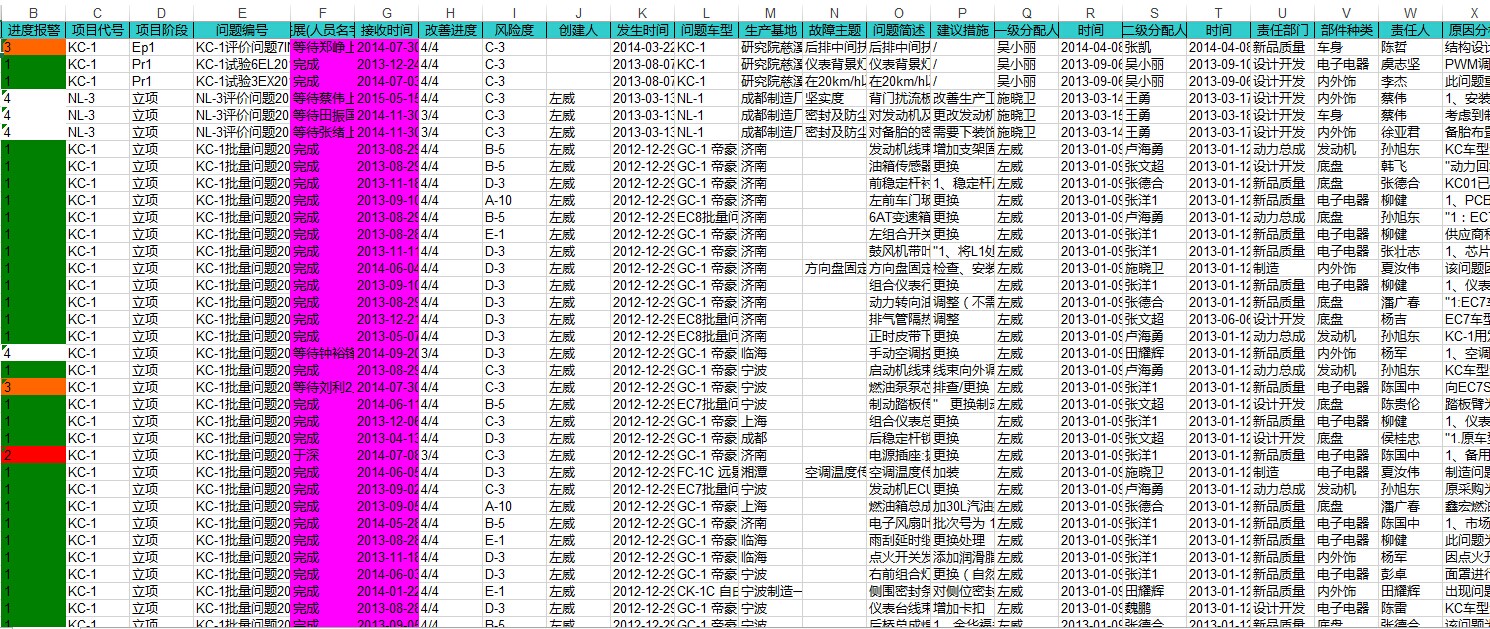 B C D E F G H I J K L M N O P Q R S T U V W X
进度报警 项目代号 项目阶段 问题编号 展(人员名 接收时间 改善进度 风险度 创建人 发生时间 问题车型 生产基地 故障主题 问题简述 建议措施 一级分配人 时间 二级分配人 时间 责任部门 部件种类 责任人 原因分
3 KC-1 Ep1 KC-1评价问题7 等待郑峥 2014-07-30 4/4 C-3 2014-03-22 KC-1 研究院慈溪 后排中间 后排中间 / 吴小丽 2014-04-08 张凯 2014-04-08 新品质量 车身 陈哲 结构设
1 KC-1 Pr1 KC-1试验6EL20 完成 2013-12-24 4/4 C-3 2013-08-07 KC-1 研究院慈溪 仪表背景灯 仪表背景灯 / 吴小丽 2013-09-06 吴小丽 2013-09-06 设计开发 电子电器 虞志坚 PWM调
1 KC-1 Pr1 KC-1试验3EX20 完成 2014-07-03 4/4 C-3 2013-08-07 KC-1 研究院慈溪 在20km/h 在20km/h / 吴小丽 2013-09-06 吴小丽 2013-09-06 设计开发 内外饰 李杰 此问题
4 NL-3 立项 NL-3评价问题20 等待蔡伟上 2015-05-15 4/4 C-3 左威 2013-03-13 NL-1 成都制造厂 坚实度 背门扰流板 改善生产工 施晓卫 2013-03-14 王勇 2013-03-17 设计开发 内外饰 蔡伟 1、安装
4 NL-3 立项 NL-3评价问题20 等待田振国 2014-11-30 3/4 C-3 左威 2013-03-13 NL-1 成都制造厂 密封及防尘 对发动机及 更改发动机 施晓卫 2013-03-15 王勇 2013-03-17 设计开发 车身 蔡伟 考虑到
4 NL-3 立项 NL-3评价问题20 等待张绪上 2014-11-30 3/4 C-3 左威 2013-03-13 NL-1 成都制造厂 密封及防尘 对备胎的密 需要下装饰 施晓卫 2013-03-14 王勇 2013-03-17 设计开发 内外饰 徐亚君 备胎布
1 KC-1 立项 KC-1批量问题20 完成 2013-08-29 4/4 B-5 左威 2012-12-29 GC-1 帝豪 济南 发动机线束 增加支架固 左威 2013-01-09 卢海勇 2013-01-12 动力总成 发动机 孙旭东 KC车型
1 KC-1 立项 KC-1批量问题20 完成 2013-08-29 4/4 B-5 左威 2012-12-29 GC-1 帝豪 济南 油箱传感器 更换 左威 2013-01-09 张文超 2013-01-12 设计开发 底盘 韩飞 "动力回
1 KC-1 立项 KC-1批量问题20 完成 2013-11-18 4/4 D-3 左威 2012-12-29 GC-1 帝豪 济南 前稳定杆衬 1、稳定杆 左威 2013-01-09 张德合 2013-01-12 新品质量 底盘 张德合 KC01已
1 KC-1 立项 KC-1批量问题20 完成 2013-09-10 4/4 A-10 左威 2012-12-29 GC-1 帝豪 济南 左前车门玻 更换 左威 2013-01-09 张洋1 2013-01-12 新品质量 电子电器 柳健 1、PCB
1 KC-1 立项 KC-1批量问题20 完成 2013-08-29 4/4 B-5 左威 2012-12-29 EC8批量问 济南 6AT变速箱 更换 左威 2013-01-09 卢海勇 2013-01-12 动力总成 底盘 孙旭东 "1：EC7
1 KC-1 立项 KC-1批量问题20 完成 2013-08-28 4/4 E-1 左威 2012-12-29 GC-1 帝豪 济南 左组合开关 更换 左威 2013-01-09 张洋1 2013-01-12 新品质量 电子电器 柳健 供应商
1 KC-1 立项 KC-1批量问题20 完成 2013-11-11 4/4 D-3 左威 2012-12-29 GC-1 帝豪 济南 鼓风机带叶 "1、将L1处 左威 2013-01-09 张洋1 2013-01-12 新品质量 电子电器 张壮志 1、芯片
1 KC-1 立项 KC-1批量问题20 完成 2014-06-04 4/4 D-3 左威 2012-12-29 GC-1 帝豪 济南 方向盘固定 方向盘固定 检查、安装 左威 2013-01-09 施晓卫 2013-01-12 制造 内外饰 夏汝伟 该问题
1 KC-1 立项 KC-1批量问题20 完成 2013-09-10 4/4 D-3 左威 2012-12-29 GC-1 帝豪 济南 组合仪表行 更换 左威 2013-01-09 张洋1 2013-01-12 新品质量 电子电器 柳健 1、仪表
1 KC-1 立项 KC-1批量问题20 完成 2013-08-29 4/4 D-3 左威 2012-12-29 GC-1 帝豪 济南 动力转向油 调整（不需 左威 2013-01-09 张德合 2013-01-12 新品质量 底盘 潘广春 "1:EC7
1 KC-1 立项 KC-1批量问题20 完成 2013-12-21 4/4 D-3 左威 2012-12-29 EC8批量问 济南 排气管隔热 调整 左威 2013-01-09 张文超 2013-06-06 设计开发 底盘 杨吉 EC7车型
1 KC-1 立项 KC-1批量问题20 完成 2013-05-07 4/4 D-3 左威 2012-12-29 EC8批量问 济南 正时皮带下 更换 左威 2013-01-09 卢海勇 2013-01-12 动力总成 发动机 孙旭东 KC-1用
4 KC-1 立项 KC-1批量问题20 等待钟裕锋 2014-09-20 3/4 D-3 左威 2012-12-29 GC-1 帝豪 临海 手动空调控 更换 左威 2013-01-09 田耀辉 2013-01-12 新品质量 内外饰 杨军 1、空调
1 KC-1 立项 KC-1批量问题20 完成 2013-08-29 4/4 D-3 左威 2012-12-29 GC-1 帝豪 宁波 启动机线束 线束向外调 左威 2013-01-09 卢海勇 2013-01-12 动力总成 发动机 孙旭东 KC车型
3 KC-1 立项 KC-1批量问题20 等待刘利2 2014-07-30 3/4 C-3 左威 2012-12-29 GC-1 帝豪 宁波 燃油泵泵芯 排查/更换 左威 2013-01-09 张洋1 2013-01-12 新品质量 电子电器 陈国中 向EC7S
1 KC-1 立项 KC-1批量问题20 完成 2014-06-11 4/4 B-5 左威 2012-12-29 EC7批量问 宁波 制动踏板传 " 更换制动 左威 2013-01-09 张文超 2013-01-12 设计开发 底盘 陈贵伦 踏板臂
1 KC-1 立项 KC-1批量问题20 完成 2013-12-06 4/4 C-3 左威 2012-12-29 GC-1 帝豪 上海 组合仪表总 更换 左威 2013-01-09 张洋1 2013-01-12 新品质量 电子电器 柳健 1、仪表
1 KC-1 立项 KC-1批量问题20 完成 2013-04-13 4/4 D-3 左威 2012-12-29 GC-1 帝豪 成都 后稳定杆锁 更换 左威 2013-01-09 张文超 2013-01-12 设计开发 底盘 侯桂忠 "1.原车
2 KC-1 立项 KC-1批量问题20 于深 2014-07-08 3/4 C-3 左威 2012-12-29 GC-1 帝豪 宁波 电源插座: 更换 左威 2013-01-09 张洋1 2013-01-12 新品质量 电子电器 陈国中 1、备用
1 KC-1 立项 KC-1批量问题20 完成 2014-06-05 4/4 D-3 左威 2012-12-29 FC-1C 远景 湘潭 空调温度传 空调温度传 加装 左威 2013-01-09 施晓卫 2013-01-12 制造 电子电器 夏汝伟 制造问
1 KC-1 立项 KC-1批量问题20 完成 2013-09-02 4/4 C-3 左威 2012-12-29 EC7批量问 宁波 发动机ECU 更换 左威 2013-01-09 卢海勇 2013-01-12 动力总成 发动机 孙旭东 原采购
1 KC-1 立项 KC-1批量问题20 完成 2013-09-05 4/4 A-10 左威 2012-12-29 GC-1 帝豪 上海 燃油箱总成 加30L汽油 左威 2013-01-09 张德合 2013-01-12 新品质量 底盘 潘广春 鑫宏燃
1 KC-1 立项 KC-1批量问题20 完成 2014-05-28 4/4 B-5 左威 2012-12-29 GC-1 帝豪 济南 电子风扇 批次号为 1 左威 2013-01-09 张洋1 2013-01-12 新品质量 电子电器 陈国中 1、市场
1 KC-1 立项 KC-1批量问题20 完成 2013-08-28 4/4 E-1 左威 2012-12-29 GC-1 帝豪 临海 雨刮延时继 更换处理 左威 2013-01-09 张洋1 2013-01-12 新品质量 电子电器 柳健 此问题
1 KC-1 立项 KC-1批量问题20 完成 2013-11-18 4/4 D-3 左威 2012-12-29 GC-1 帝豪 临海 点火开关发 添加润滑脂 左威 2013-01-09 张洋1 2013-01-12 新品质量 内外饰 杨军 因点火开
1 KC-1 立项 KC-1批量问题20 完成 2014-06-03 4/4 D-3 左威 2012-12-29 GC-1 帝豪 宁波 右前组合灯 更换（自然 左威 2013-01-09 张洋1 2013-01-12 新品质量 电子电器 彭卓 面罩进
1 KC-1 立项 KC-1批量问题20 完成 2014-01-22 4/4 E-1 左威 2012-12-29 CK-1C 自由 宁波制造一 侧围密封条 对侧位密封 左威 2013-01-09 田耀辉 2013-01-12 新品质量 内外饰 田耀辉 出现问
1 KC-1 立项 KC-1批量问题20 完成 2013-08-28 4/4 D-3 左威 2012-12-29 GC-1 帝豪 宁波 仪表台线束 增加卡扣 左威 2013-01-09 魏鹏 2013-01-12 设计开发 电子电器 陈雷 KC车型
1 KC-1 立项 KC-1批量问题20 完成 2013-09-05 4/4 C-3 左威 2012-12-29 GC-1 帝豪 宁波 后桥总成 左威 2013-01-09 张德合 2013-01-12 新品质量 底盘 孙旭东 KC车型